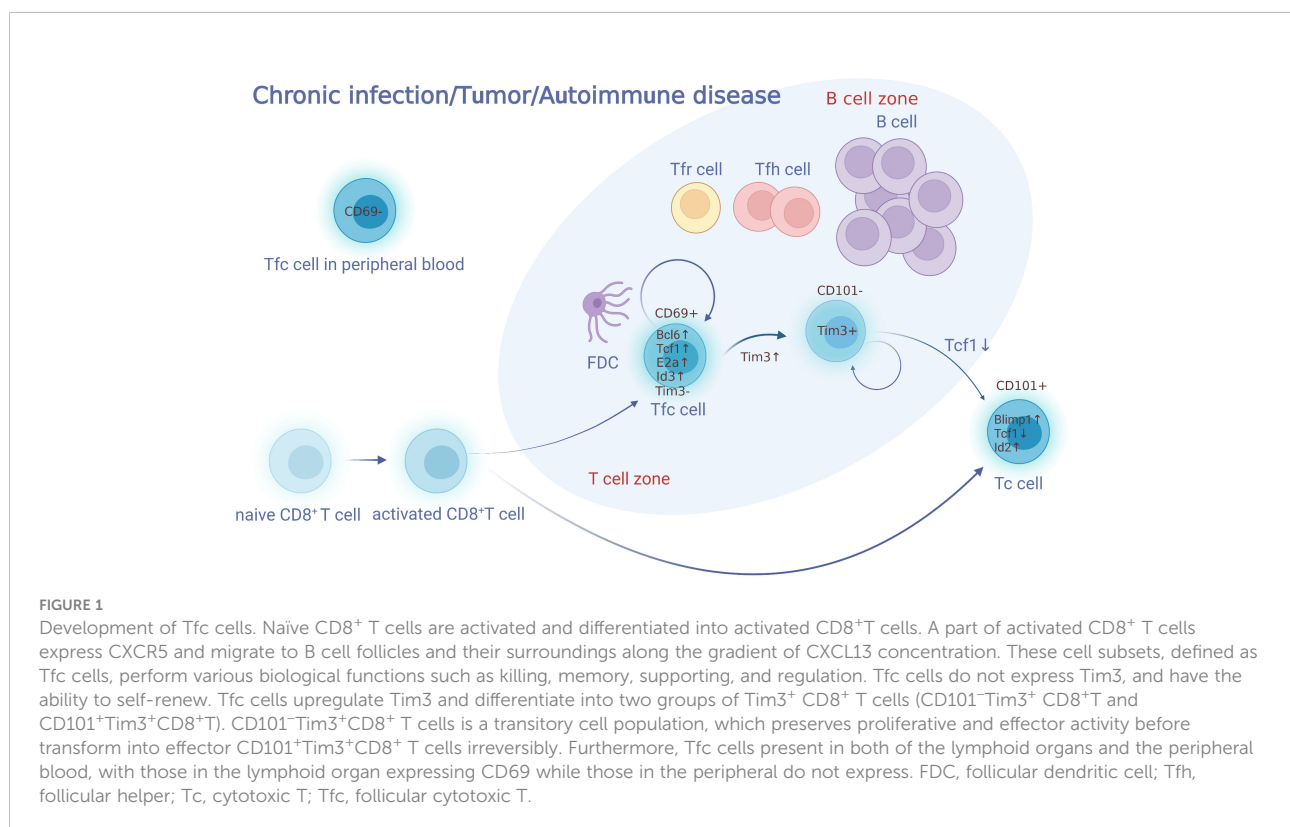 Chronic infection/Tumor/Autoimmune disease
B cell zone
B cell
Tfr cell
Tfh cell
CD69-
Tfc cell in peripheral blood
CD101-
CD69+
Bcl6↑
Tcf1↑
E2a↑
Id3↑
Tim3-
Tfc cell
FDC
Tim3↑
Tim3+
Tcf1↓
CD101+
Blimp1↑
Tcf1↓
Id2↑
Tc cell
T cell zone
naive CD8⁺ T cell
activated CD8⁺T cell
FIGURE 1
Development of Tfc cells. Naïve CD8⁺ T cells are activated and differentiated into activated CD8⁺T cells. A part of activated CD8⁺ T cells
express CXCR5 and migrate to B cell follicles and their surroundings along the gradient of CXCL13 concentration. These cell subsets, defined as
Tfc cells, perform various biological functions such as killing, memory, supporting, and regulation. Tfc cells do not express Tim3, and have the
ability to self-renew. Tfc cells upregulate Tim3 and differentiate into two groups of Tim3⁺ CD8⁺ T cells (CD101⁻Tim3⁺ CD8⁺T and
CD101⁺Tim3⁺CD8⁺T). CD101⁻Tim3⁺CD8⁺ T cells is a transitory cell population, which preserves proliferative and effector activity before
transform into effector CD101⁺Tim3⁺CD8⁺ T cells irreversibly. Furthermore, Tfc cells present in both of the lymphoid organs and the peripheral
blood, with those in the lymphoid organ expressing CD69 while those in the peripheral do not express. FDC, follicular dendritic cell; Tfh,
follicular helper; Tc, cytotoxic T; Tfc, follicular cytotoxic T.